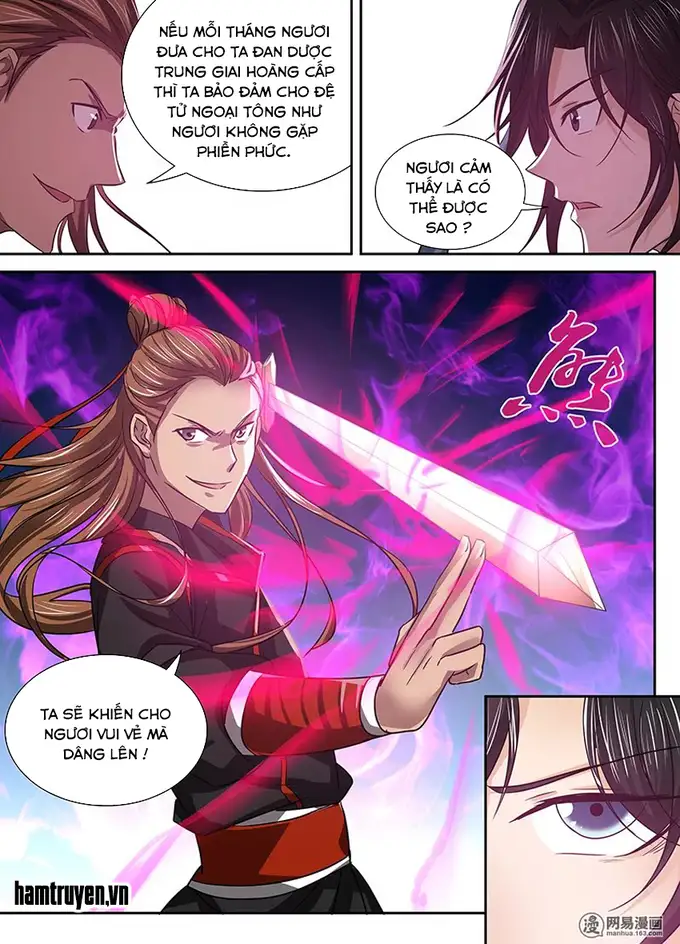 NẾU MỖI THÁNG NGƯƠI
ĐƯA CHO TA ĐAN DƯỢC
TRUNG GIAI HOÀNG CẤP
THÌ TA BẢO ĐẢM CHO ĐỆ
TỬ NGOẠI TÔNG NHƯ
NGƯƠI KHÔNG GẶP
PHIỀN PHỨC.
NGƯƠI CẢM
THẤY LÀ CÓ
THỂ ĐƯỢC
SAO ?
TA SẼ KHIẾN CHO
NGƯƠI VUI VẺ MÀ
DÂNG LÊN !
hamtruyen.vn
网易漫画
manhua.163.com